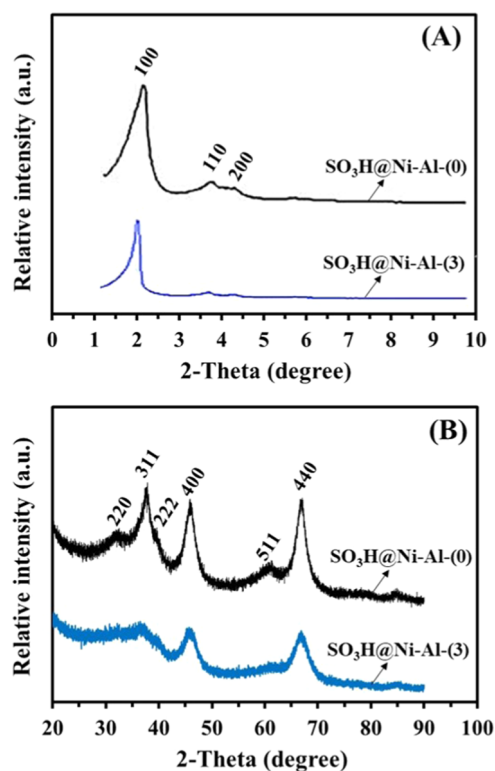 (A)
Relative intensity (a.u.)
100
110
200
SO₃H@Ni-Al-(0)
SO₃H@Ni-Al-(3)
0 1 2 3 4 5 6 7 8 9 10
2-Theta (degree)
(B)
Relative intensity (a.u.)
220
311
222
400
511
440
SO₃H@Ni-Al-(0)
SO₃H@Ni-Al-(3)
20 30 40 50 60 70 80 90 100
2-Theta (degree)